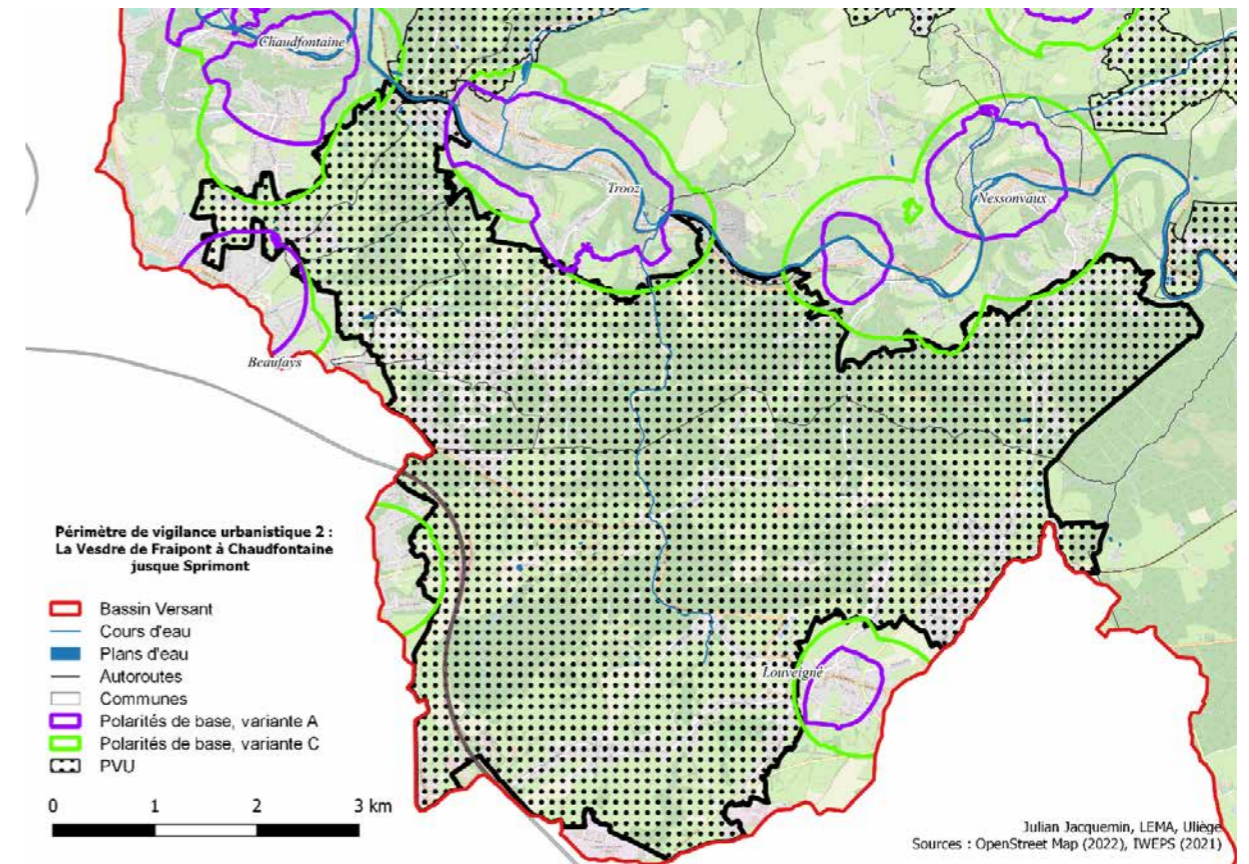 Chaudfontaine
Trooz
Nessonvaux
Beaufays
Louveigné
Périmètre de vigilance urbanistique 2 :
La Vesdre de Fraipont à Chaudfontaine
jusque Sprimont
Bassin Versant
Cours d'eau
Plans d'eau
Autoroutes
Communes
Polarités de base, variante A
Polarités de base, variante C
PVU
0 1 2 3 km
Julian Jacquemin, LEMA, Uliège
Sources : OpenStreet Map (2022), IWEPS (2021)